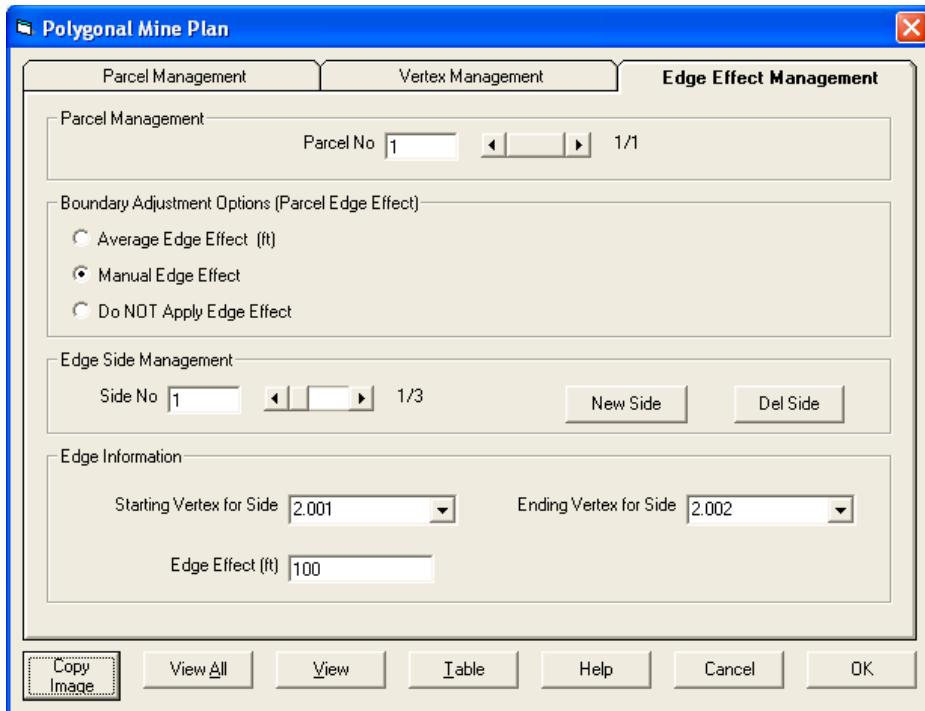 Polygonal Mine Plan
Parcel Management Vertex Management Edge Effect Management
Parcel Management
Parcel No 1 1/1
Boundary Adjustment Options (Parcel Edge Effect)
Average Edge Effect (ft)
Manual Edge Effect
Do NOT Apply Edge Effect
Edge Side Management
Side No 1 1/3 New Side Del Side
Edge Information
Starting Vertex for Side 2.001 Ending Vertex for Side 2.002
Edge Effect (ft) 100
Copy
Image View All View Table Help Cancel OK